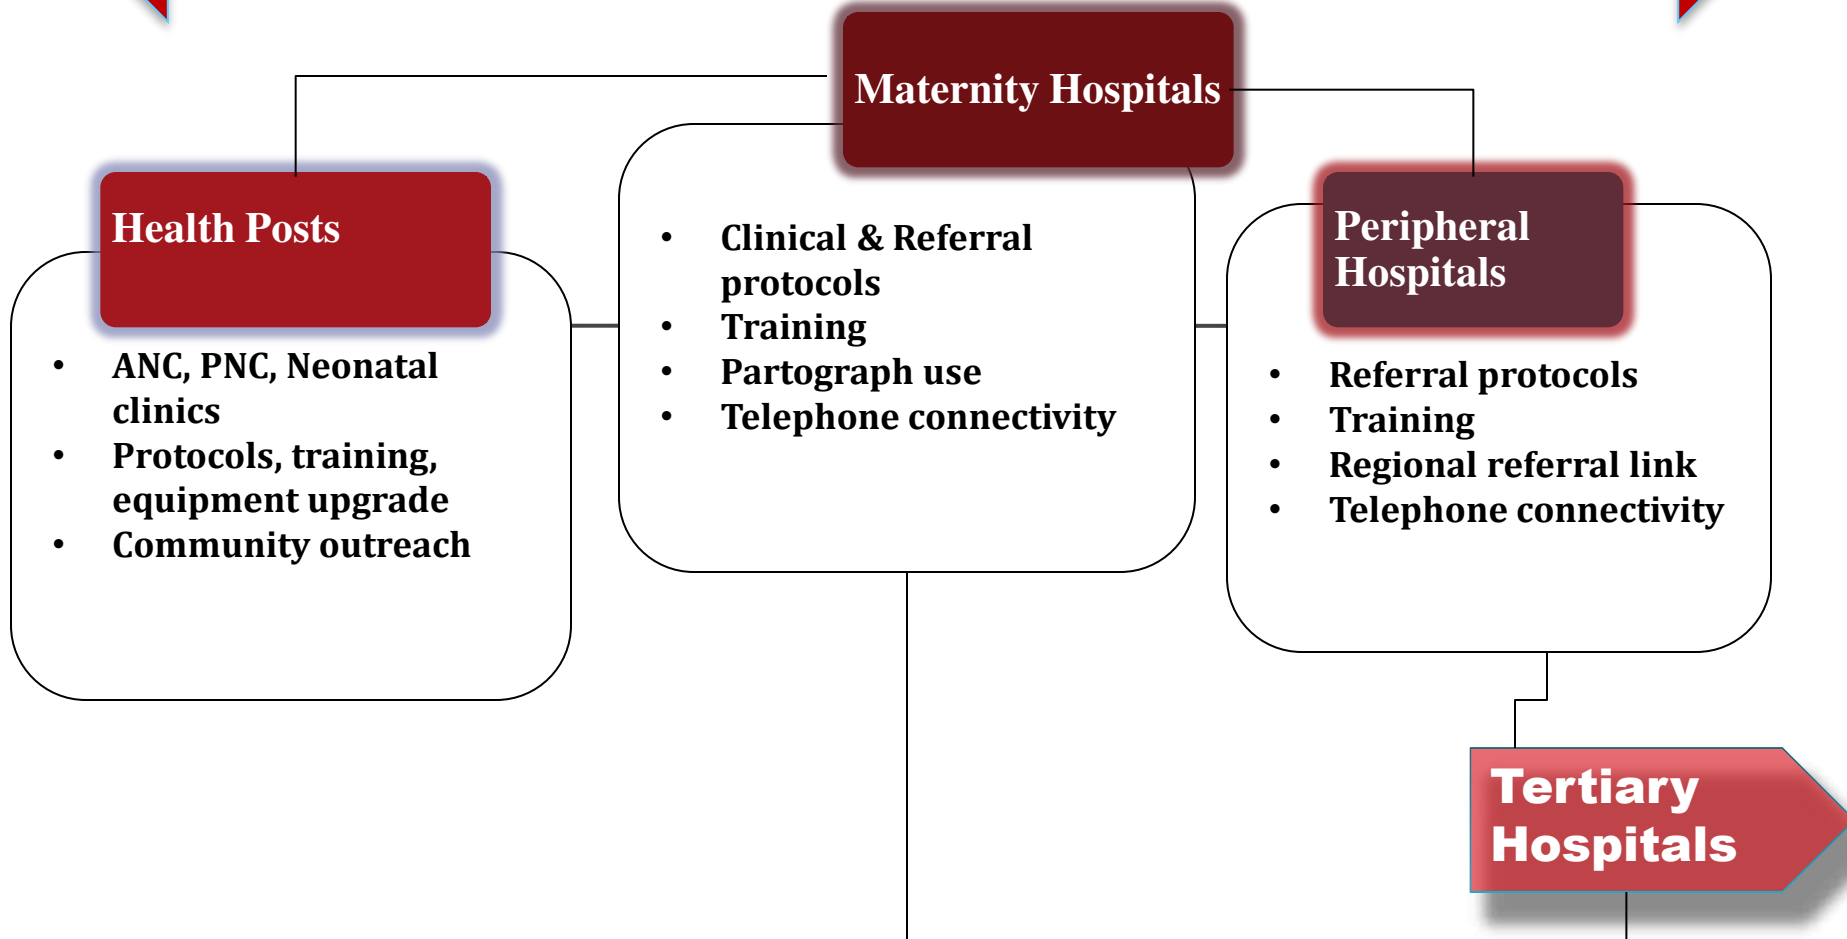 Maternity Hospitals
Health Posts
• ANC, PNC, Neonatal
clinics
• Protocols, training,
equipment upgrade
• Community outreach
• Clinical & Referral
protocols
• Training
• Partograph use
• Telephone connectivity
Peripheral
Hospitals
• Referral protocols
• Training
• Regional referral link
• Telephone connectivity
Tertiary
Hospitals